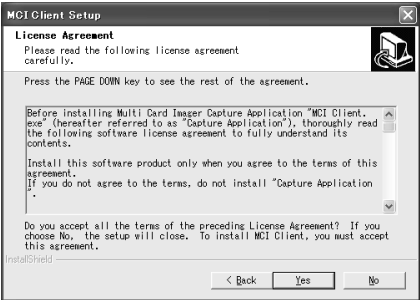 MCI Client Setup
License Agreement
Please read the following license agreement
carefully.
Press the PAGE DOWN key to see the rest of the agreement.
Before installing Multi Card Imager Capture Application "MCI Client.
exe" (hereafter referred to as "Capture Application"), thoroughly read
the following software license agreement to fully understand its
contents.
Install this software product only when you agree to the terms of this
agreement.
If you do not agree to the terms, do not install "Capture Application
".
Do you accept all the terms of the preceding License Agreement? If you
choose No, the setup will close. To install MCI Client, you must accept
this agreement.
InstallShield
< Back
Yes
No